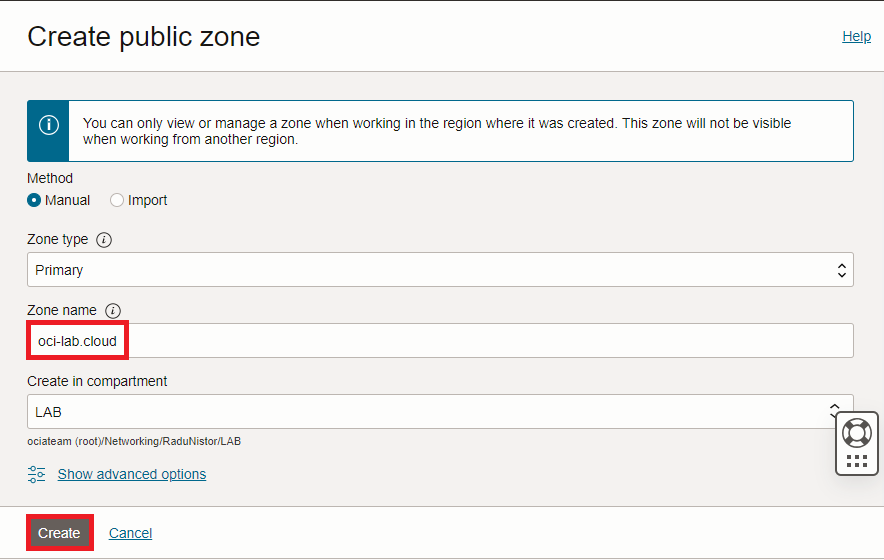 Create public zone
Help
You can only view or manage a zone when working in the region where it was created. This zone will not be visible
when working from another region.
Method
Manual
Import
Zone type
Primary
Zone name
oci-lab.cloud
Create in compartment
LAB
ociateam (root)/Networking/RaduNistor/LAB
Show advanced options
Create
Cancel